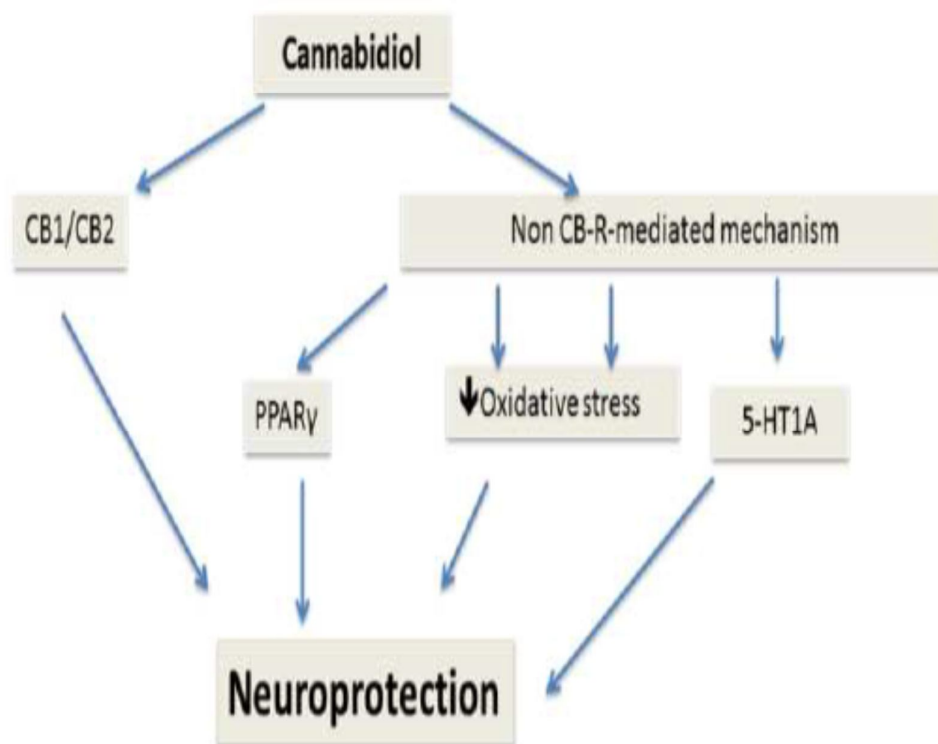 Cannabidiol
CB1/CB2
Non CB-R-mediated mechanism
PPARγ
↓Oxidative stress
5-HT1A
Neuroprotection